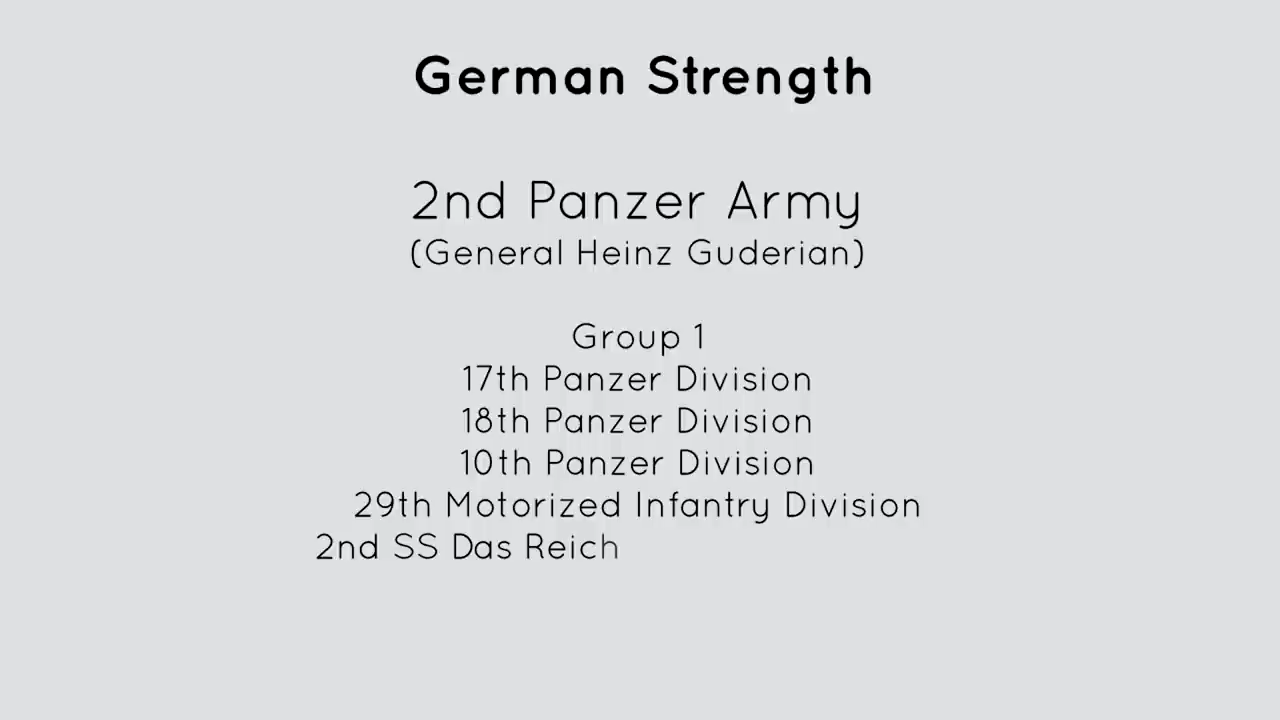 German Strength
2nd Panzer Army
(General Heinz Guderian)
Group 1
17th Panzer Division
18th Panzer Division
10th Panzer Division
29th Motorized Infantry Division
2nd SS Das Reich